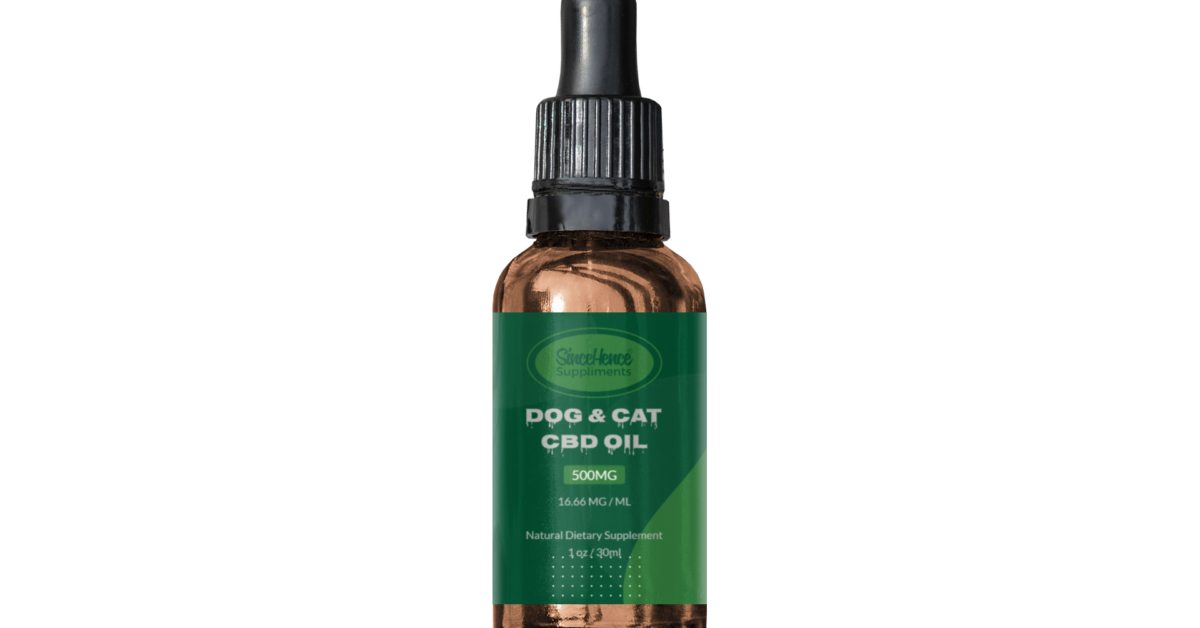 SinceHence
Suppliments
DOG & CAT
CBD OIL
500MG
16.66 MG / ML
Natural Dietary Supplement
1 oz / 30ml